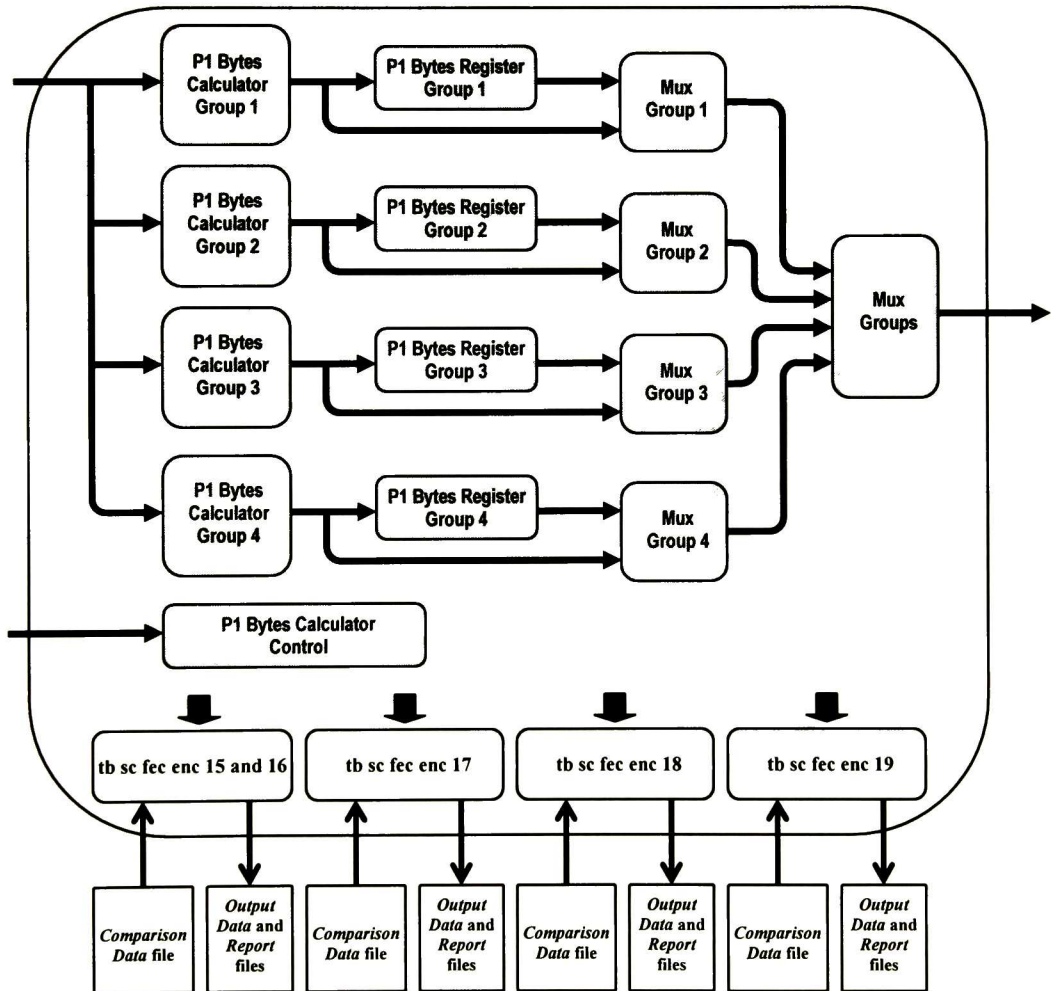 P1 Bytes
Calculator
Group 1
P1 Bytes Register
Group 1
Mux
Group 1
P1 Bytes
Calculator
Group 2
P1 Bytes Register
Group 2
Mux
Group 2
Mux
Groups
P1 Bytes
Calculator
Group 3
P1 Bytes Register
Group 3
Mux
Group 3
P1 Bytes
Calculator
Group 4
P1 Bytes Register
Group 4
Mux
Group 4
P1 Bytes Calculator
Control
tb sc fec enc 15 and 16
tb sc fec enc 17
tb sc fec enc 18
tb sc fec enc 19
Comparison
Data file
Output
Data and
Report
files
Comparison
Data file
Output
Data and
Report
files
Comparison
Data file
Output
Data and
Report
files
Comparison
Data file
Output
Data and
Report
files